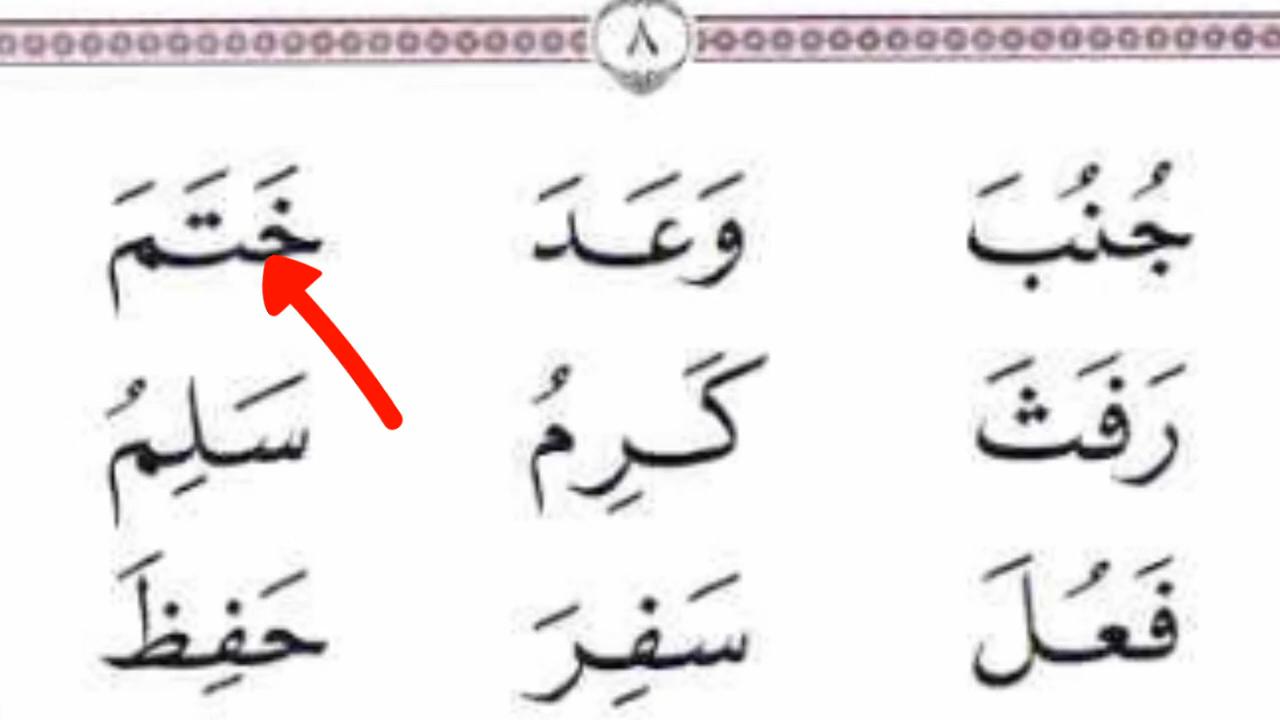 ٨
جُنُبَ وَعَدَ خَتَمَ
رَفَثَ كَرِمُ سَلِمُ
فَعُلَ سَفِرَ حَفِظَ